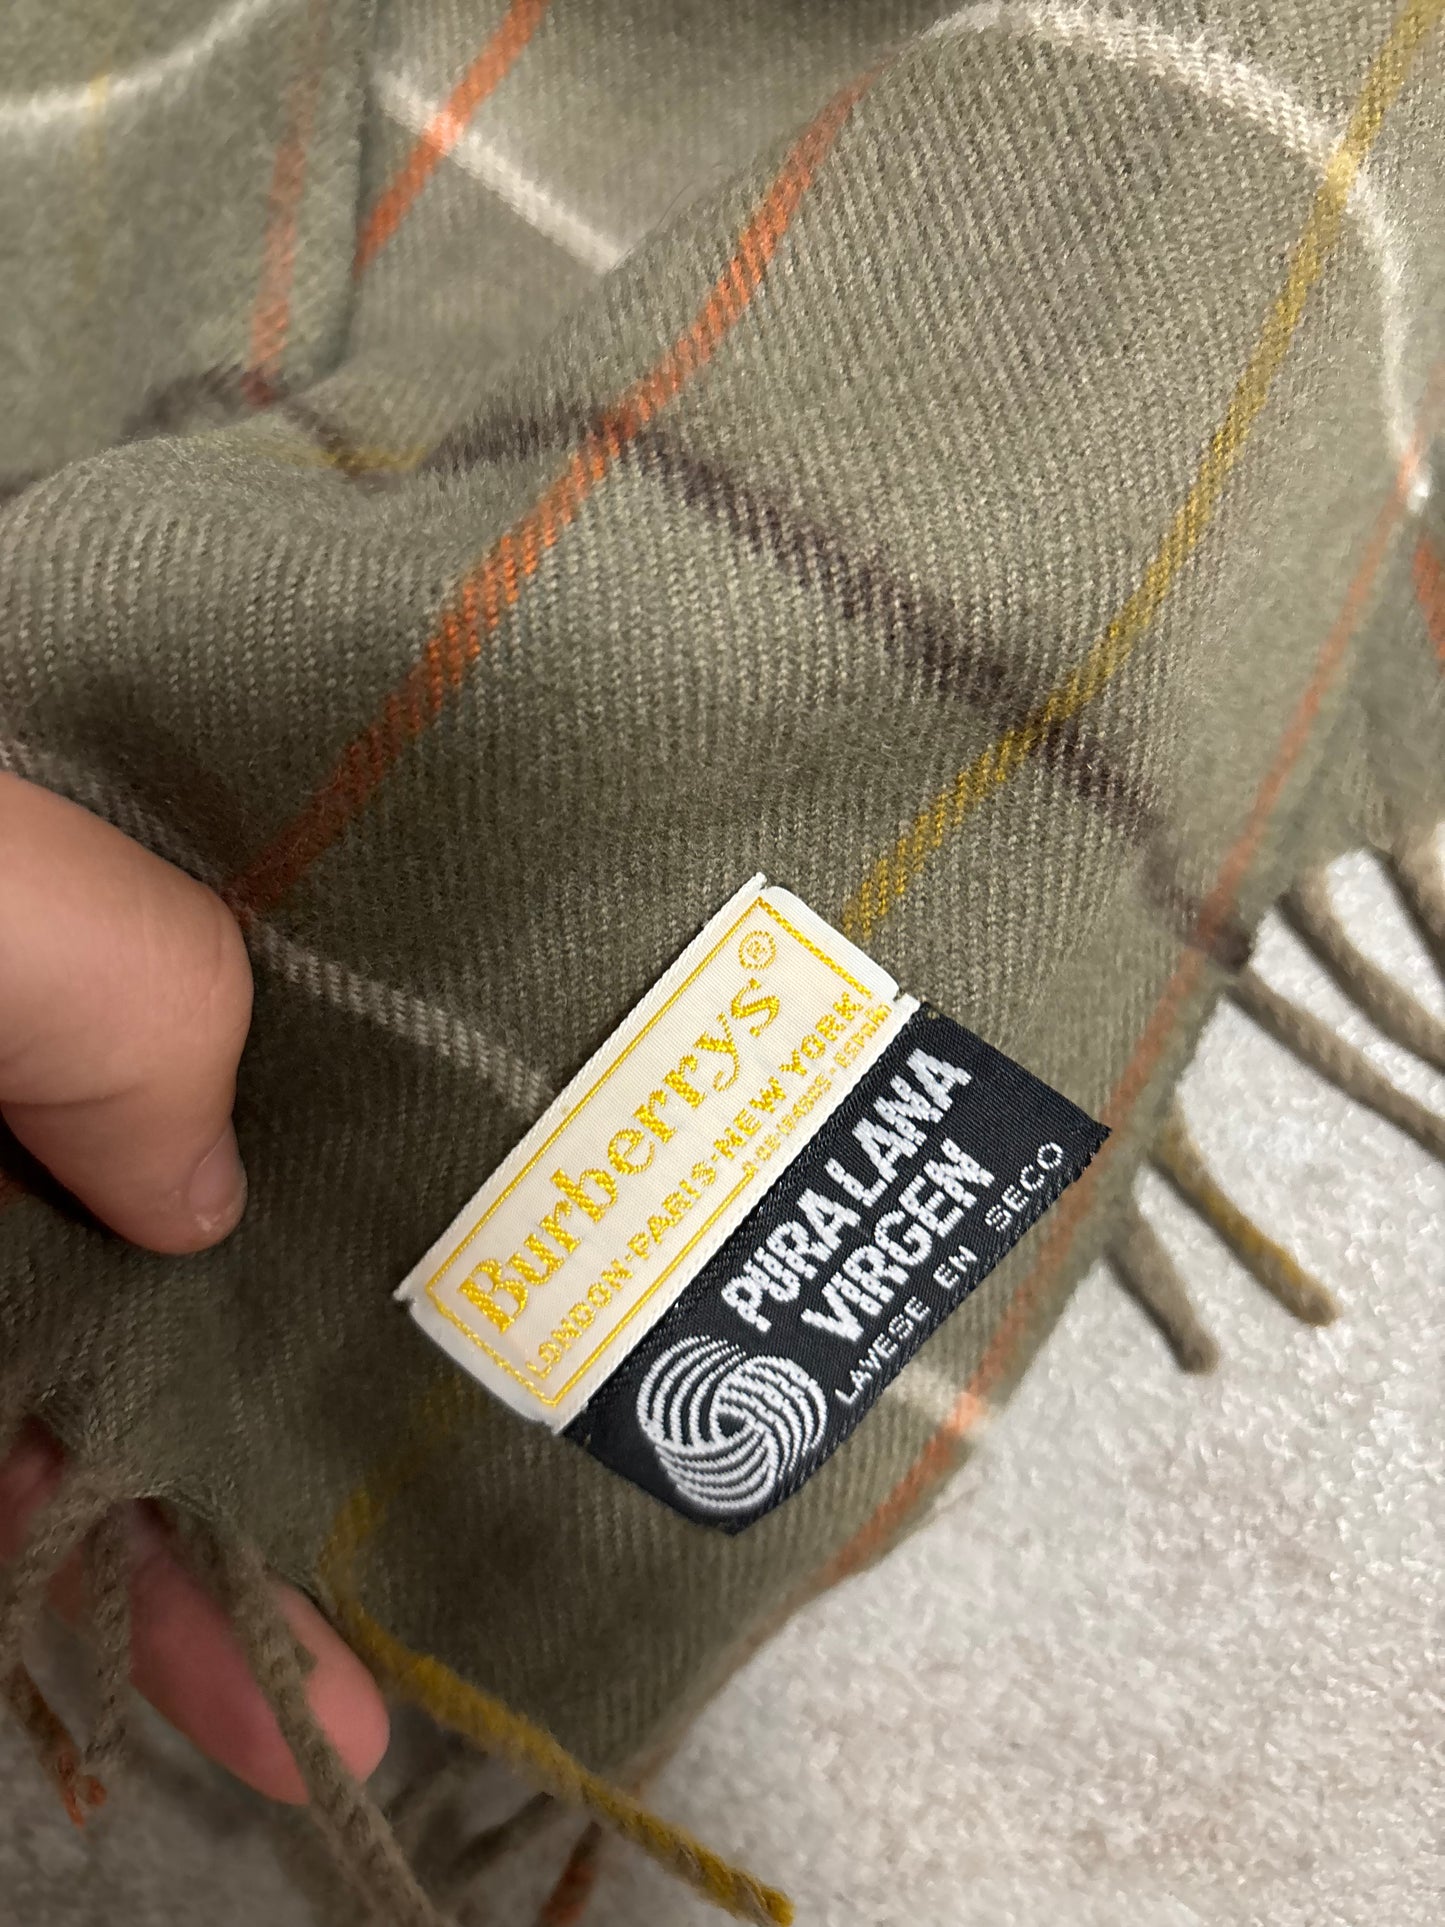 Burberrys®
LONDON-PARIS-NEW YORK
PURA LANA
VIRGEN
LAVESE EN SECO